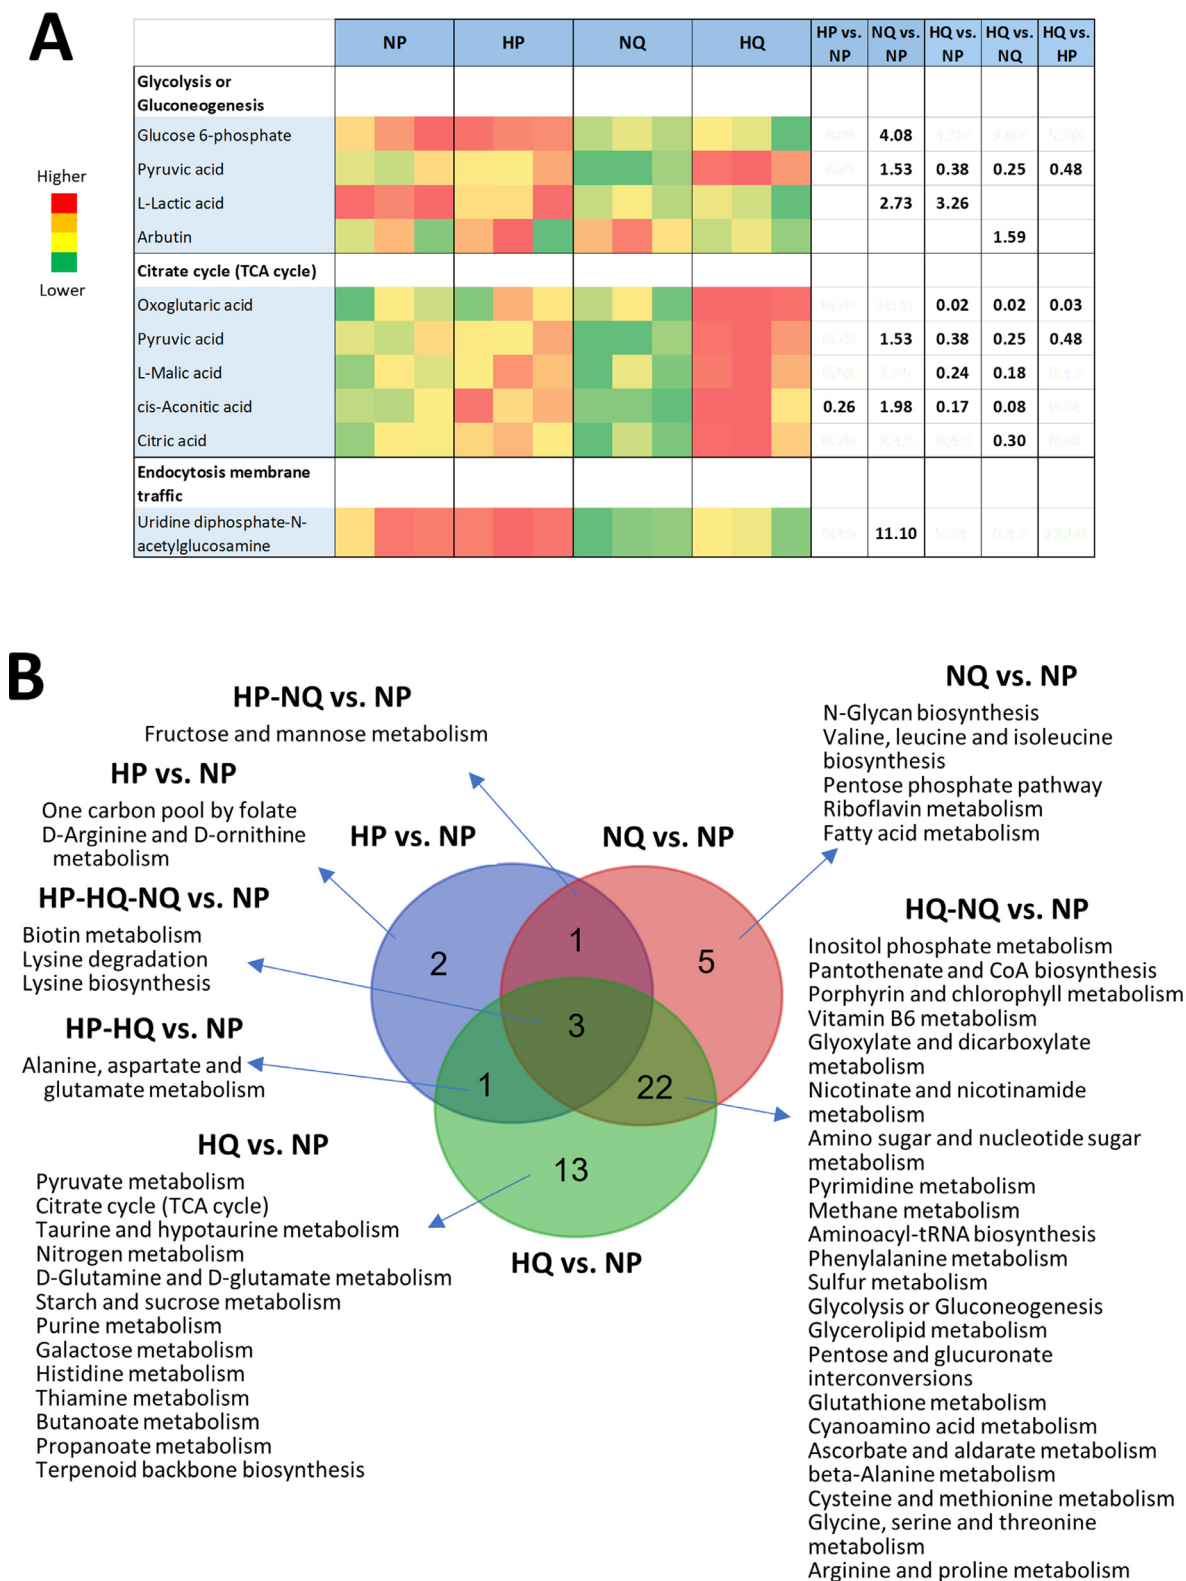 A
NP HP NQ HQ HP vs. NP NQ vs. NP HQ vs. NP HQ vs. NQ HQ vs. HP
Higher
Lower
Glycolysis or
Gluconeogenesis
Glucose 6-phosphate 4.08
Pyruvic acid 1.53 0.38 0.25 0.48
L-Lactic acid 2.73 3.26
Arbutin 1.59
Citrate cycle (TCA cycle)
Oxoglutaric acid 0.02 0.02 0.03
Pyruvic acid 1.53 0.38 0.25 0.48
L-Malic acid 0.24 0.18
cis-Aconitic acid 0.26 1.98 0.17 0.08
Citric acid 0.30
Endocytosis membrane
traffic
Uridine diphosphate-N-
acetylglucosamine 11.10
B
HP-NQ vs. NP
Fructose and mannose metabolism
HP vs. NP
One carbon pool by folate
D-Arginine and D-ornithine
metabolism
HP-HQ-NQ vs. NP
Biotin metabolism
Lysine degradation
Lysine biosynthesis
HP-HQ vs. NP
Alanine, aspartate and
glutamate metabolism
HQ vs. NP
Pyruvate metabolism
Citrate cycle (TCA cycle)
Taurine and hypotaurine metabolism
Nitrogen metabolism
D-Glutamine and D-glutamate metabolism
Starch and sucrose metabolism
Purine metabolism
Galactose metabolism
Histidine metabolism
Thiamine metabolism
Butanoate metabolism
Propanoate metabolism
Terpenoid backbone biosynthesis
HP vs. NP
NQ vs. NP
2
1
5
3
1
22
13
HQ vs. NP
NQ vs. NP
N-Glycan biosynthesis
Valine, leucine and isoleucine
biosynthesis
Pentose phosphate pathway
Riboflavin metabolism
Fatty acid metabolism
HQ-NQ vs. NP
Inositol phosphate metabolism
Pantothenate and CoA biosynthesis
Porphyrin and chlorophyll metabolism
Vitamin B6 metabolism
Glyoxylate and dicarboxylate
metabolism
Nicotinate and nicotinamide
metabolism
Amino sugar and nucleotide sugar
metabolism
Pyrimidine metabolism
Methane metabolism
Aminoacyl-tRNA biosynthesis
Phenylalanine metabolism
Sulfur metabolism
Glycolysis or Gluconeogenesis
Glycerolipid metabolism
Pentose and glucuronate
interconversions
Glutathione metabolism
Cyanoamino acid metabolism
Ascorbate and aldarate metabolism
beta-Alanine metabolism
Cysteine and methionine metabolism
Glycine, serine and threonine
metabolism
Arginine and proline metabolism